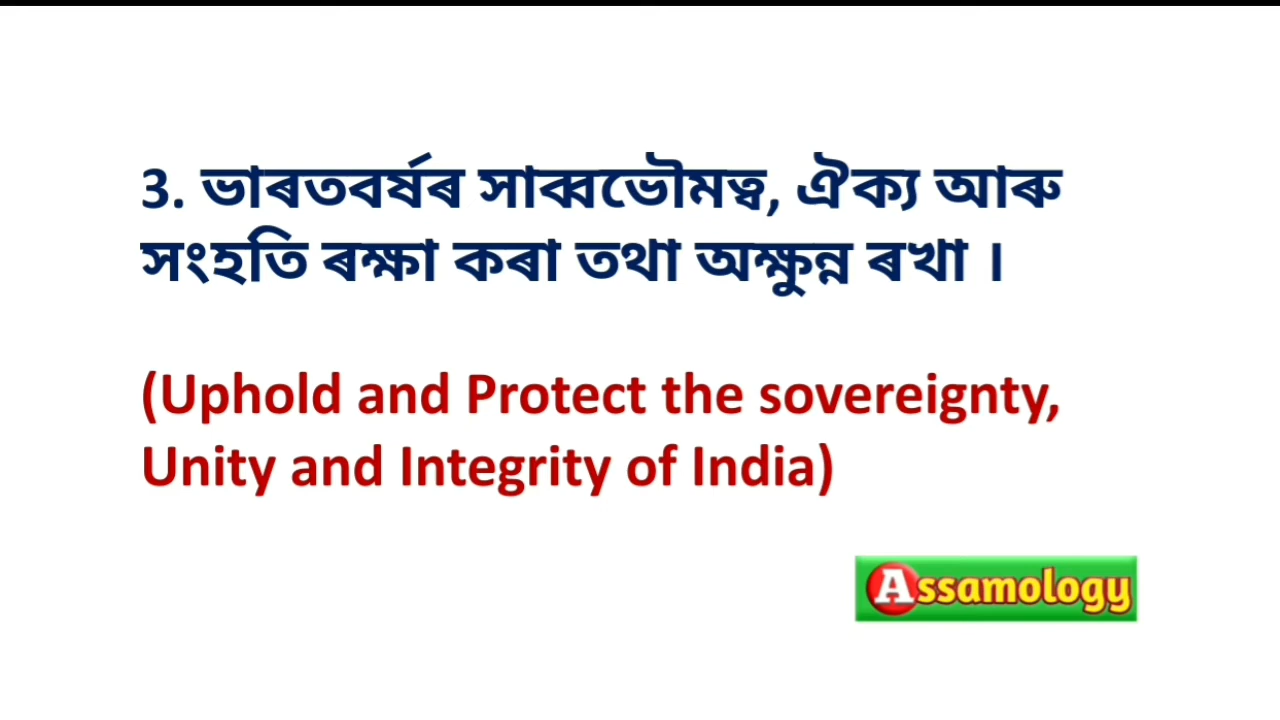 3. ভাৰতবৰ্ষৰ সাব্বভৌমত্ব, ঐক্য আৰু
সংহতি ৰক্ষা কৰা তথা অক্ষুন্ন ৰখা ।
(Uphold and Protect the sovereignty,
Unity and Integrity of India)
Assamology